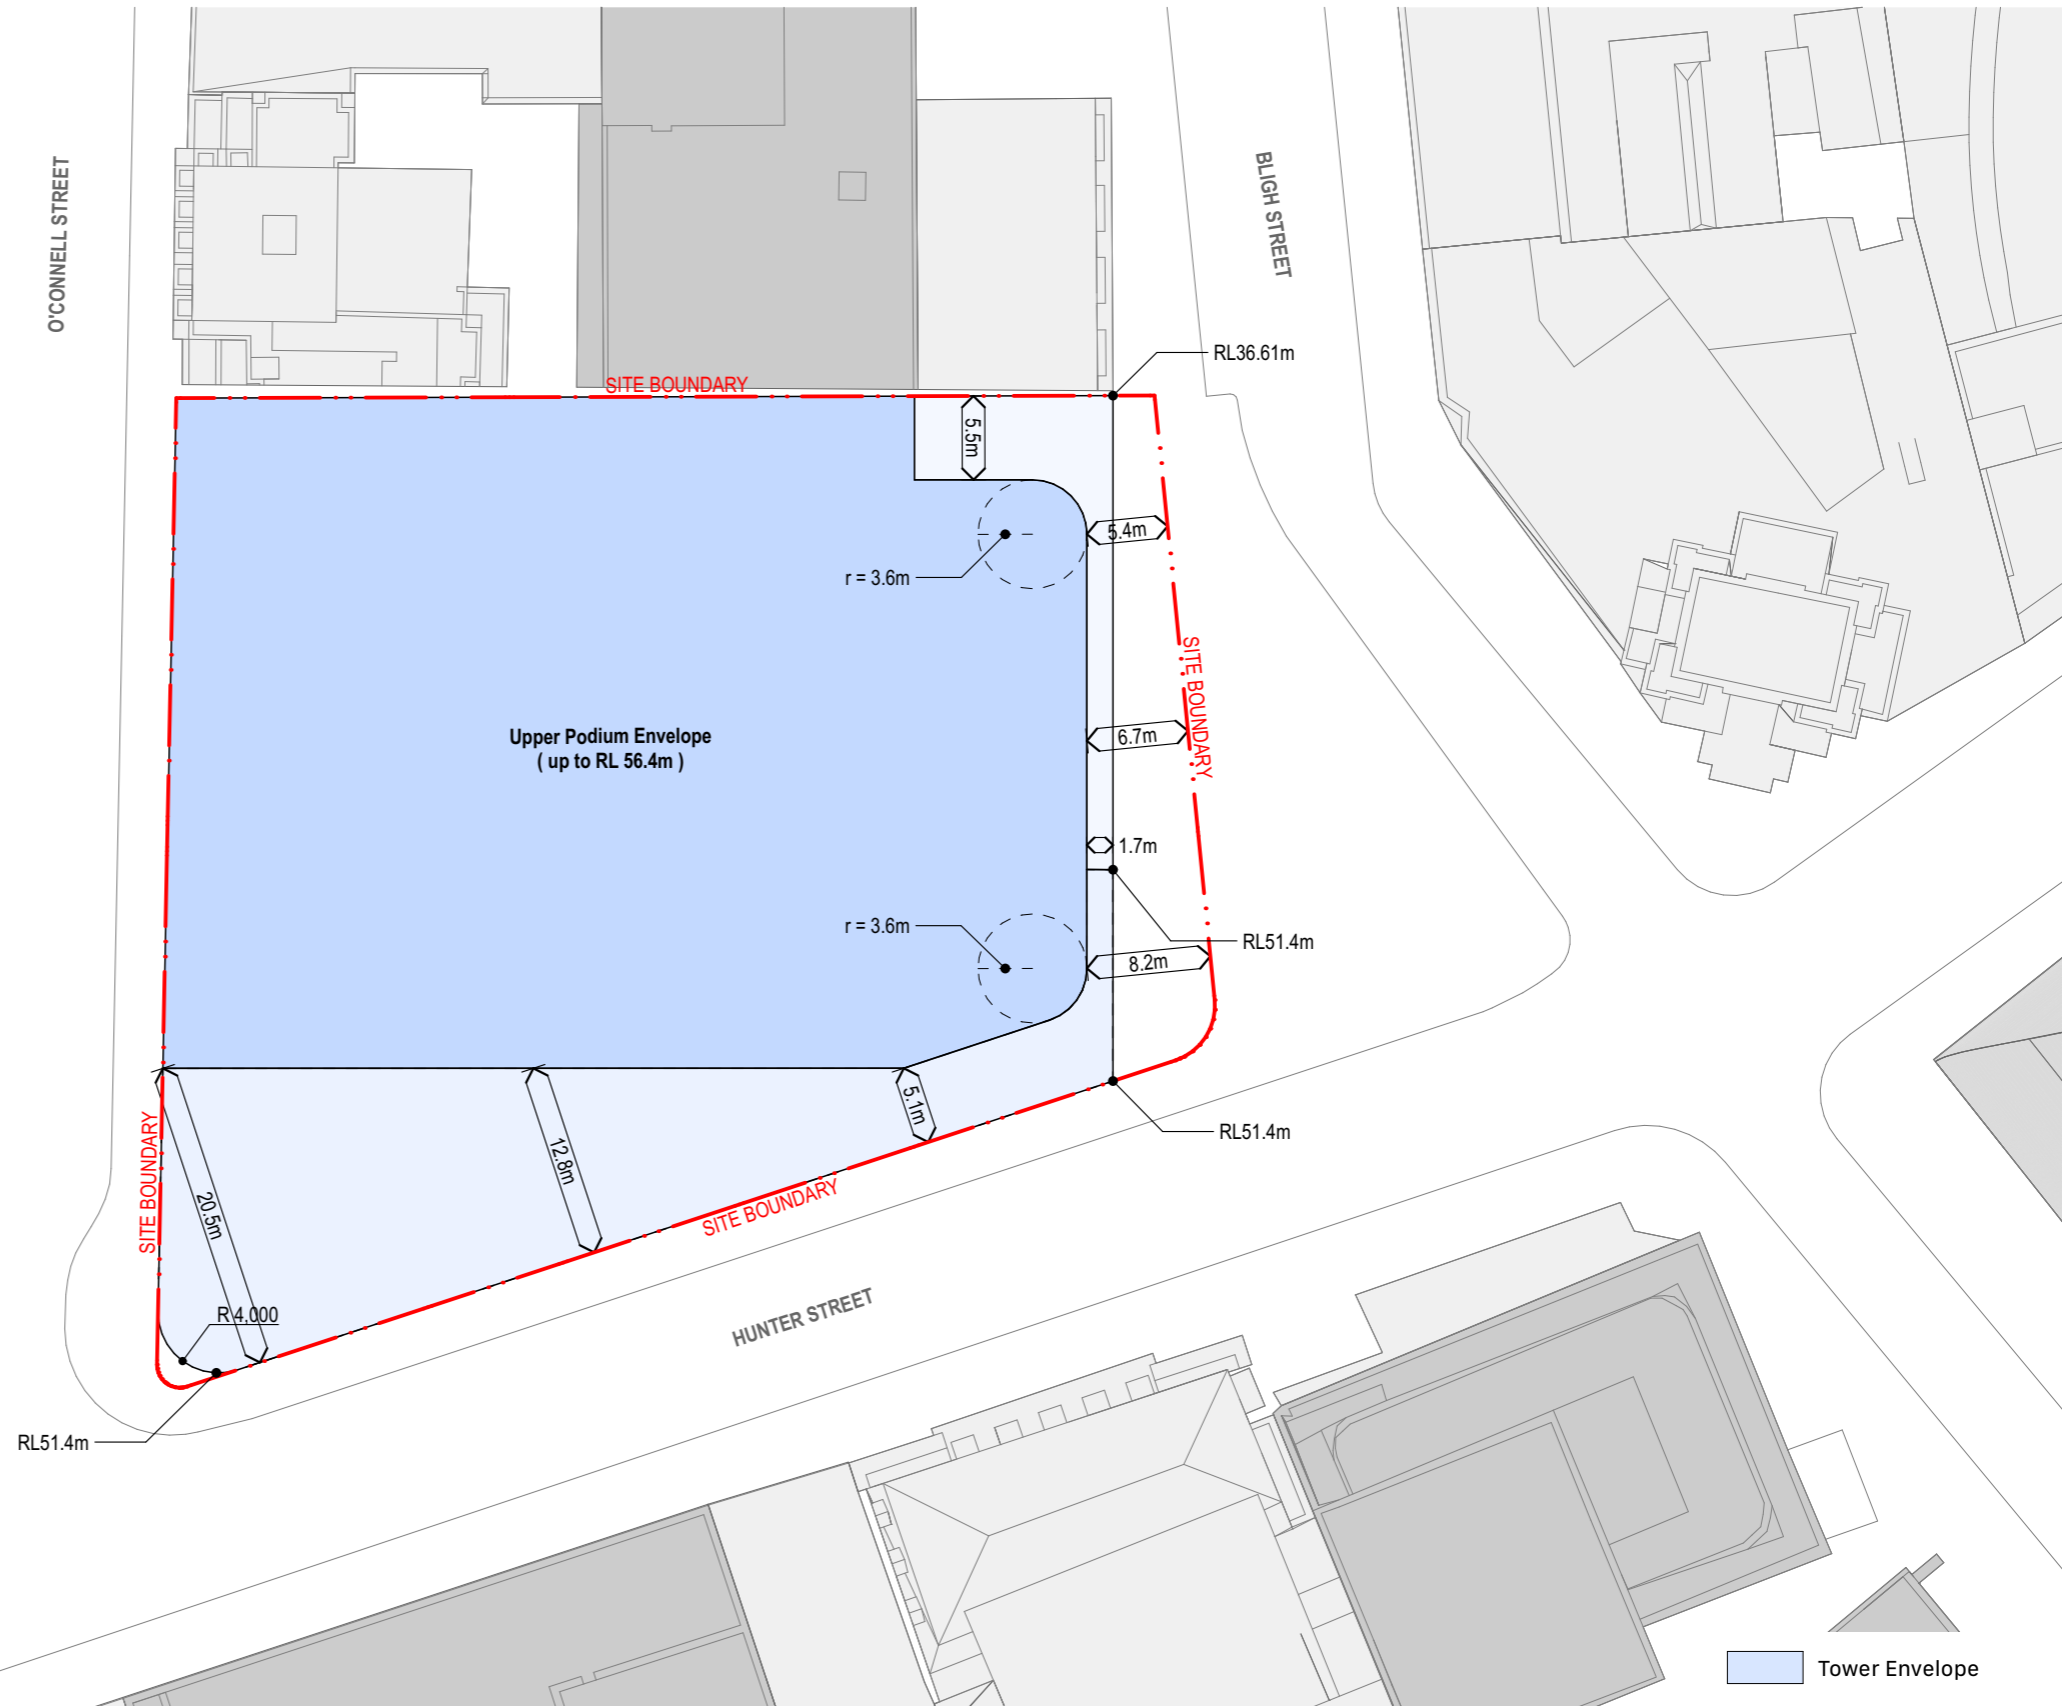 O'CONNELL STREET
BLIGH STREET
RL36.61m
SITE BOUNDARY
5.5m
5.4m
r = 3.6m
SITE BOUNDARY
Upper Podium Envelope
( up to RL 56.4m )
6.7m
1.7m
r = 3.6m
RL51.4m
8.2m
5.1m
RL51.4m
SITE BOUNDARY
12.8m
20.5m
SITE BOUNDARY
R 4,000
HUNTER STREET
RL51.4m
Tower Envelope